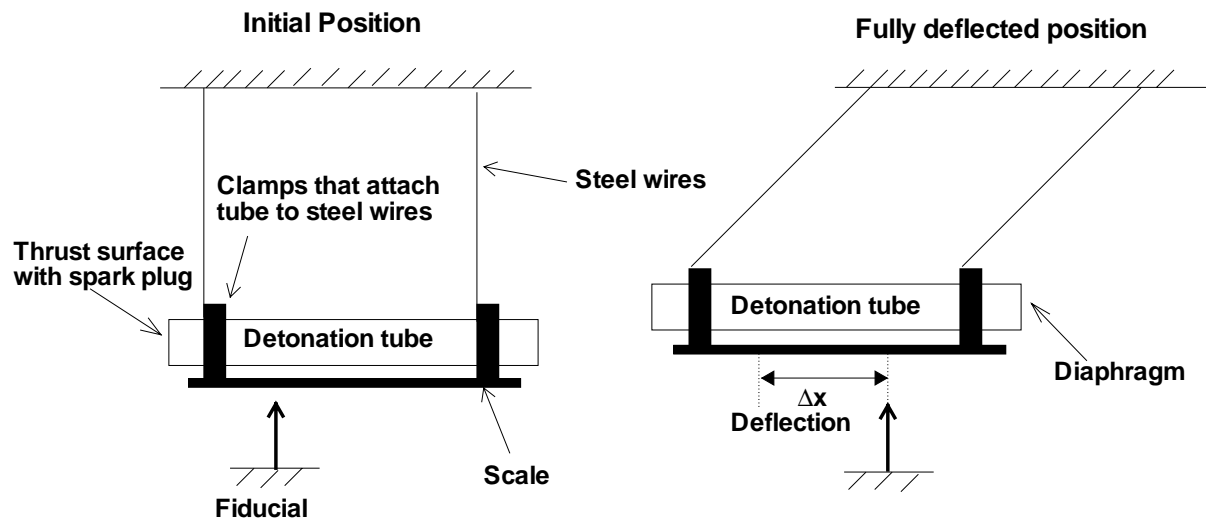 Initial Position
Fully deflected position
Clamps that attach
tube to steel wires
Steel wires
Thrust surface
with spark plug
Detonation tube
Detonation tube
Diaphragm
Δx
Deflection
Scale
Fiducial